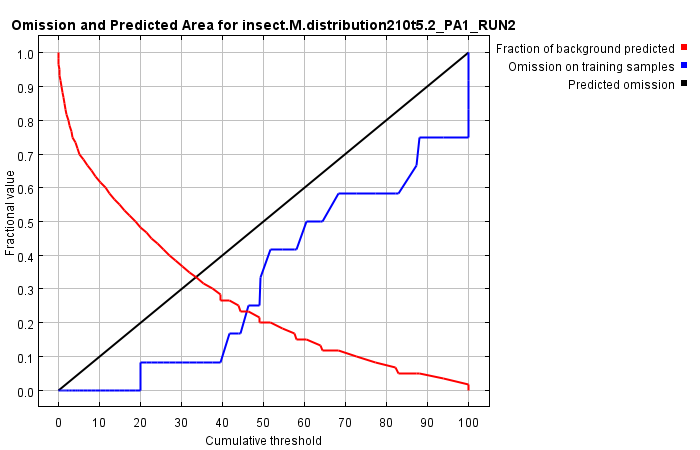 Omission and Predicted Area for insect.M.distribution210t5.2_PA1_RUN2
Fraction of background predicted
Omission on training samples
Predicted omission
Fractional value
1.0
0.9
0.8
0.7
0.6
0.5
0.4
0.3
0.2
0.1
0.0
0 10 20 30 40 50 60 70 80 90 100
Cumulative threshold